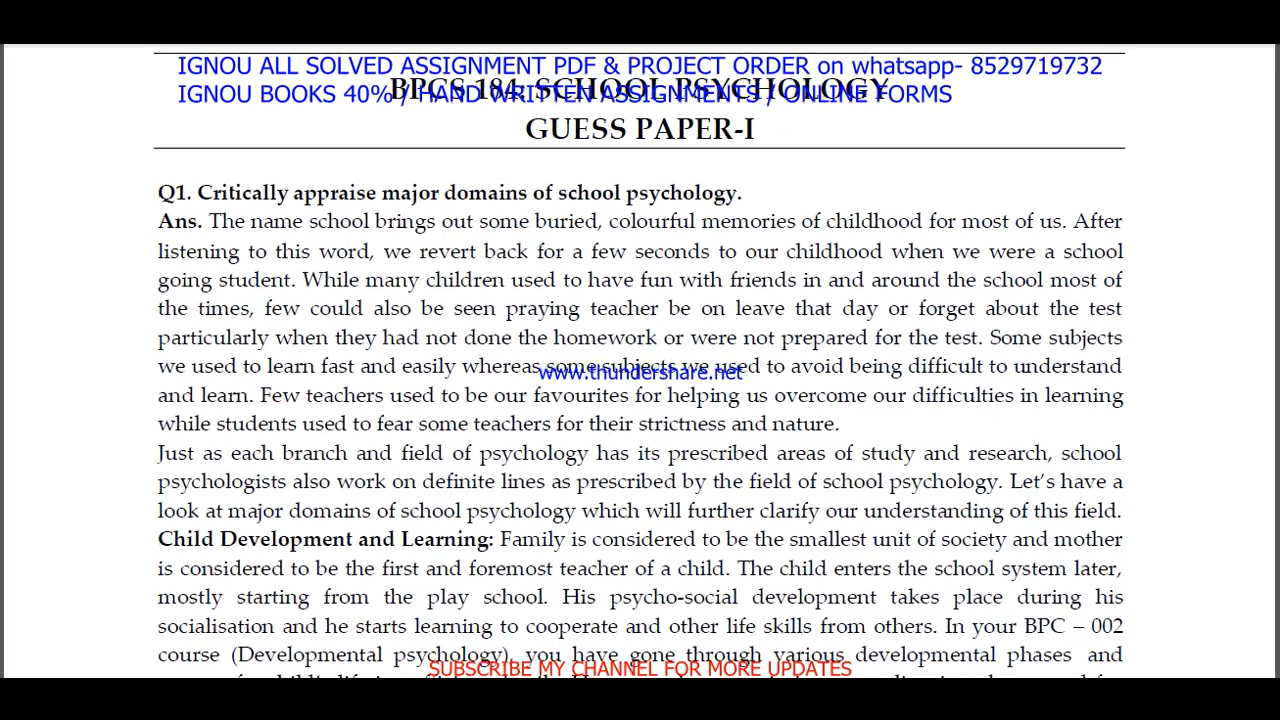 IGNOU ALL SOLVED ASSIGNMENT PDF & PROJECT ORDER on whatsapp- 8529719732
BPCS 184: SCHOOL PSYCHOLOGY
IGNOU BOOKS 40% / HAND WRITTEN ASSIGNMENTS / ONLINE FORMS
GUESS PAPER-I
Q1. Critically appraise major domains of school psychology.
Ans. The name school brings out some buried, colourful memories of childhood for most of us. After
listening to this word, we revert back for a few seconds to our childhood when we were a school
going student. While many children used to have fun with friends in and around the school most of
the times, few could also be seen praying teacher be on leave that day or forget about the test
particularly when they had not done the homework or were not prepared for the test. Some subjects
we used to learn fast and easily whereas some subjects we used to avoid being difficult to understand
www.thundershare.net
and learn. Few teachers used to be our favourites for helping us overcome our difficulties in learning
while students used to fear some teachers for their strictness and nature.
Just as each branch and field of psychology has its prescribed areas of study and research, school
psychologists also work on definite lines as prescribed by the field of school psychology. Let's have a
look at major domains of school psychology which will further clarify our understanding of this field.
Child Development and Learning: Family is considered to be the smallest unit of society and mother
is considered to be the first and foremost teacher of a child. The child enters the school system later,
mostly starting from the play school. His psycho-social development takes place during his
socialisation and he starts learning to cooperate and other life skills from others. In your BPC – 002
course (Developmental psychology), you have gone through various developmental phases and
SUBSCRIBE MY CHANNEL FOR MORE UPDATES